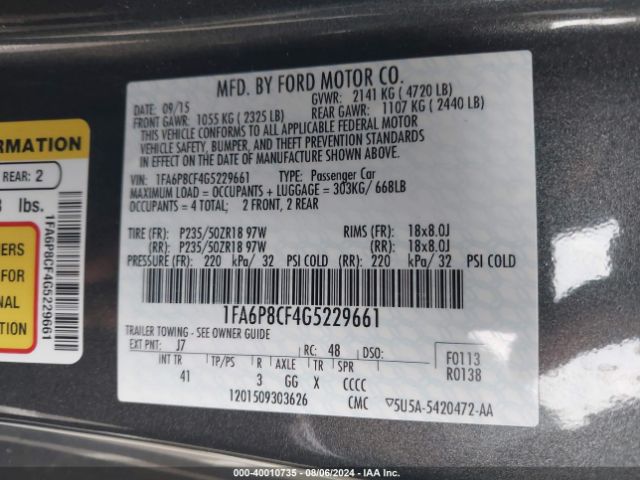 MFD. BY FORD MOTOR CO.
DATE: 09/15 GVWR: 2141 KG ( 4720 LB)
FRONT GAWR: 1055 KG ( 2325 LB) REAR GAWR: 1107 KG ( 2440 LB)
THIS VEHICLE CONFORMS TO ALL APPLICABLE FEDERAL MOTOR
VEHICLE SAFETY, BUMPER, AND THEFT PREVENTION STANDARDS
IN EFFECT ON THE DATE OF MANUFACTURE SHOWN ABOVE.
VIN: 1FA6P8CF4G5229661 TYPE: Passenger Car
MAXIMUM LOAD = OCCUPANTS + LUGGAGE = 303KG/ 668LB
OCCUPANTS = 4 TOTAL; 2 FRONT, 2 REAR
TIRE (FR): P235/50ZR18 97W RIMS (FR): 18x8.0J
(RR): P235/50ZR18 97W (RR): 18x8.0J
PRESSURE (FR): 220 kPa/ 32 PSI COLD (RR): 220 kPa/ 32 PSI COLD
1FA6P8CF4G5229661
TRAILER TOWING - SEE OWNER GUIDE
EXT PNT: J7 RC: 48 DSO: F0113
R0138
INT TR TP/PS R AXLE TR SPR
41 3 GG X CCCC
1201509303626 CMC ▽5U5A-5420472-AA
REAR: 2
lbs.
1FA6P8CF4G5229661
FOR
000-40010735 - 08/06/2024 - IAA Inc.